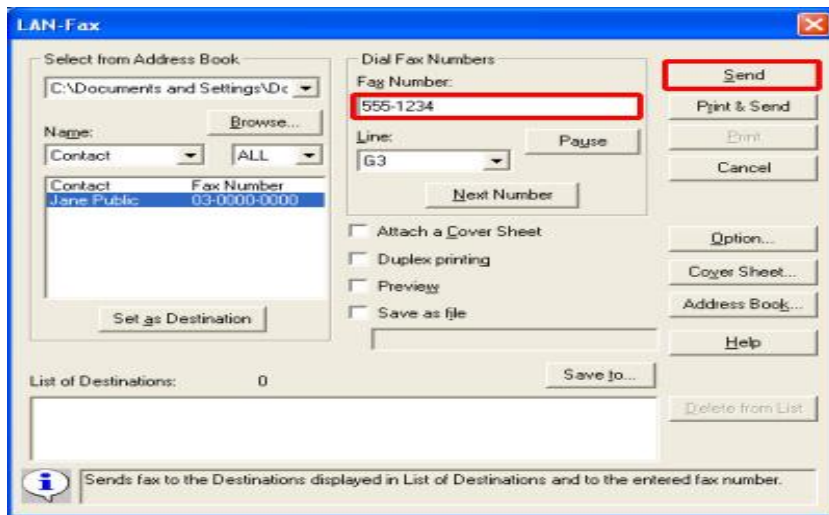 LAN-Fax
Select from Address Book
C:\Documents and Settings\Dc
Browse...
Name:
Contact
ALL
Contact Fax Number
Jane Public 03-0000-0000
Set as Destination
Dial Fax Numbers
Fax Number:
555-1234
Line:
Pause
G3
Next Number
Attach a Cover Sheet
Duplex printing
Preview
Save as file
Save to...
Send
Print & Send
Print
Cancel
Option...
Cover Sheet...
Address Book...
Help
List of Destinations: 0
Delete from List
Sends fax to the Destinations displayed in List of Destinations and to the entered fax number.